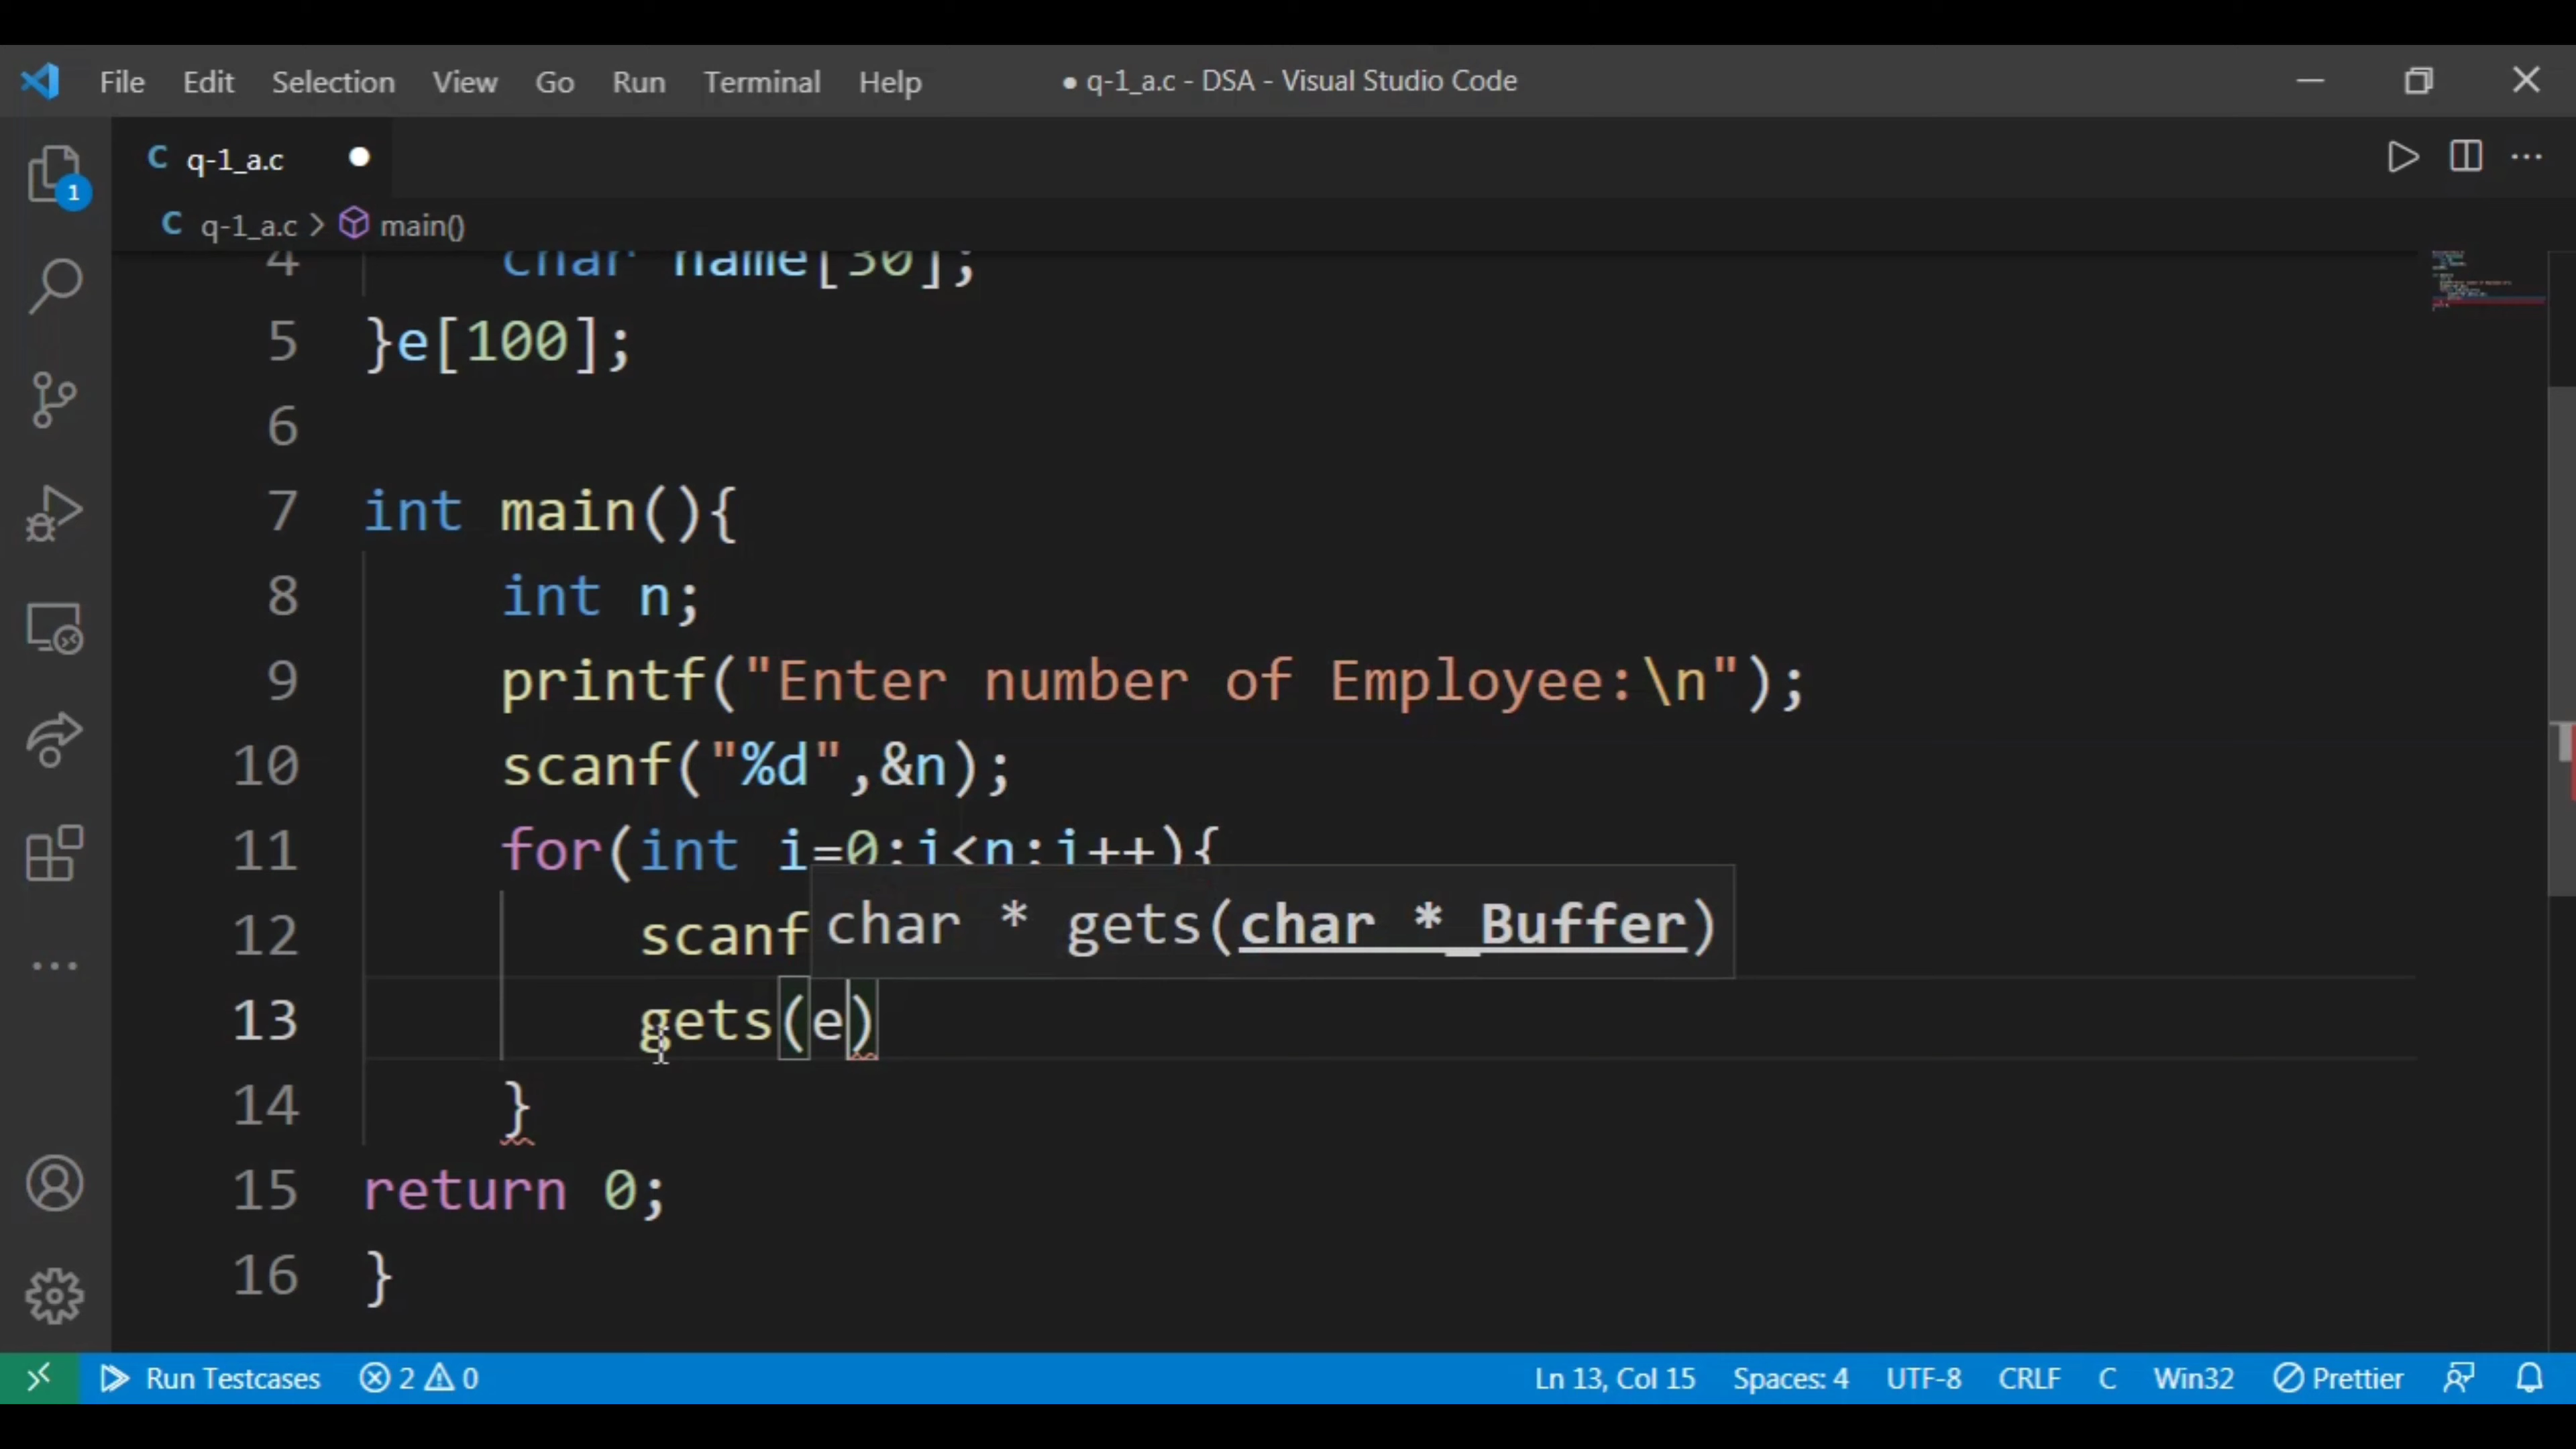 File Edit Selection View Go Run Terminal Help ● q-1_a.c - DSA - Visual Studio Code
C q-1_a.c ●
1
C q-1_a.c > main()
4 char name[30];
5 }e[100];
6
7 int main(){
8 int n;
9 printf("Enter number of Employee:\n");
10 scanf("%d",&n);
11 for(int i=0;i<n;i++){
12 scanf
char * gets(char *_Buffer)
13 gets(e)
14 }
15 return 0;
16 }
Run Testcases 2 0 Ln 13, Col 15 Spaces: 4 UTF-8 CRLF C Win32 Prettier